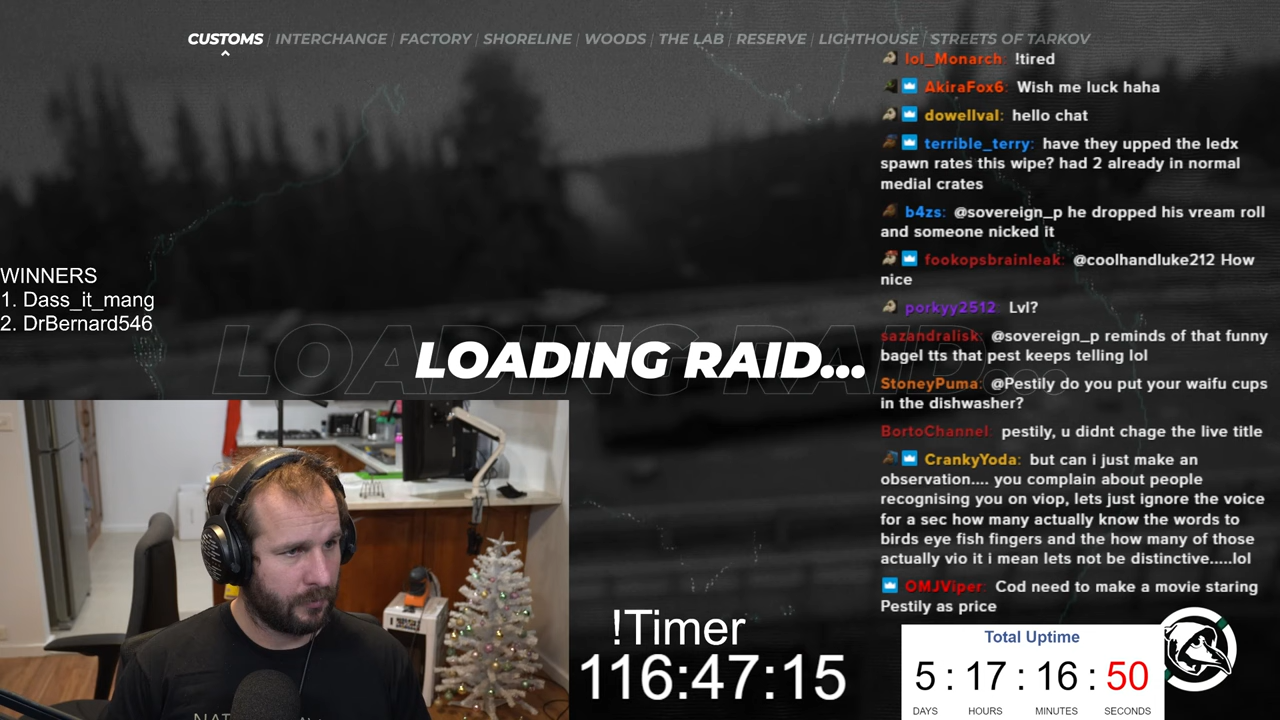 CUSTOMS | INTERCHANGE | FACTORY | SHORELINE | WOODS | THE LAB | RESERVE | LIGHTHOUSE | STREETS OF TARKOV
lol_Monarch: !tired
AkiraFox6: Wish me luck haha
dowellval: hello chat
terrible_terry: have they upped the ledx
spawn rates this wipe? had 2 already in normal
medial crates
b4zs: @sovereign_p he dropped his vream roll
and someone nicked it
fookopsbrainleak: @coolhandluke212 How
nice
porkyy2512: Lvl?
sazandralisk: @sovereign_p reminds of that funny
bagel tts that pest keeps telling lol
StoneyPuma: @Pestily do you put your waifu cups
in the dishwasher?
BortoChannel: pestily, u didnt chage the live title
CrankyYoda: but can i just make an
observation.... you complain about people
recognising you on viop, lets just ignore the voice
for a sec how many actually know the words to
birds eye fish fingers and the how many of those
actually vio it i mean lets not be distinctive.....lol
OMJViper: Cod need to make a movie staring
Pestily as price
WINNERS
1. Dass_it_mang
2. DrBernard546
LOADING RAID...
LOADING RAID...
!Timer
116:47:15
Total Uptime
5 : 17 : 16 : 50
DAYS HOURS MINUTES SECONDS